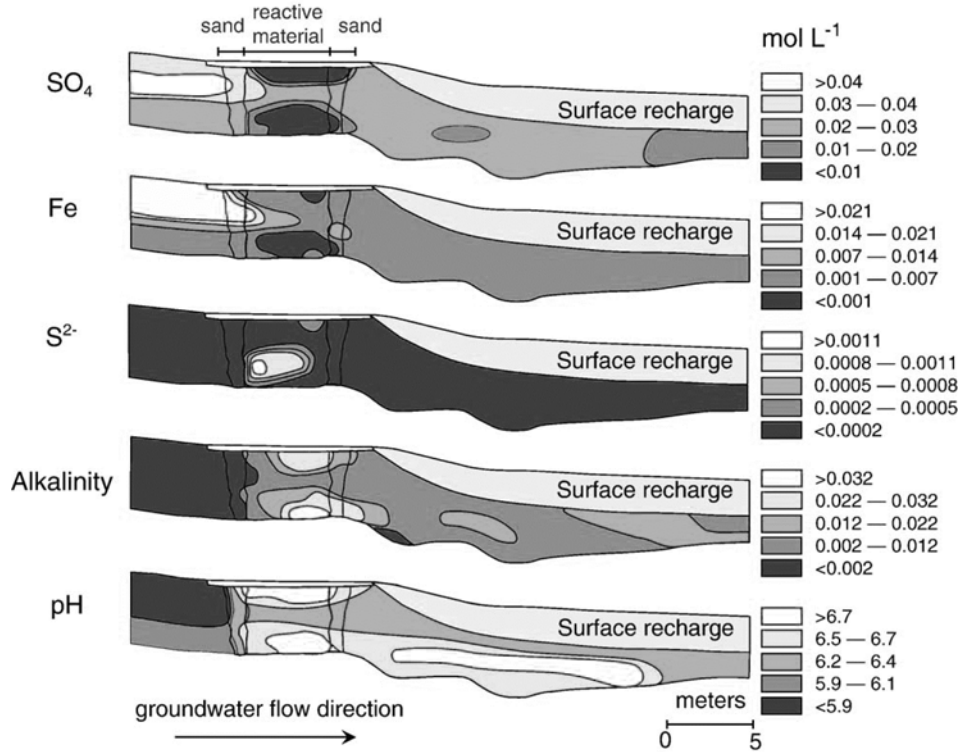 reactive
sand material sand
mol L⁻¹
SO₄
>0.04
0.03 — 0.04
0.02 — 0.03
0.01 — 0.02
<0.01
Surface recharge
Fe
>0.021
0.014 — 0.021
0.007 — 0.014
0.001 — 0.007
<0.001
Surface recharge
S²⁻
>0.0011
0.0008 — 0.0011
0.0005 — 0.0008
0.0002 — 0.0005
<0.0002
Surface recharge
Alkalinity
>0.032
0.022 — 0.032
0.012 — 0.022
0.002 — 0.012
<0.002
Surface recharge
pH
>6.7
6.5 — 6.7
6.2 — 6.4
5.9 — 6.1
<5.9
Surface recharge
groundwater flow direction
meters
0 5